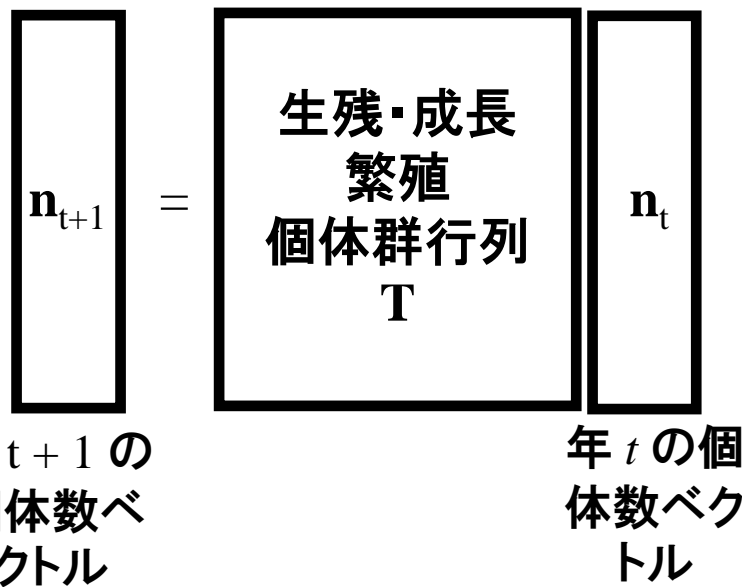 n_{t+1} = 
生残・成長
繁殖
個体群行列
T
n_t
t + 1 の
体数ベ
クトル
年 t の個
体数ベク
トル